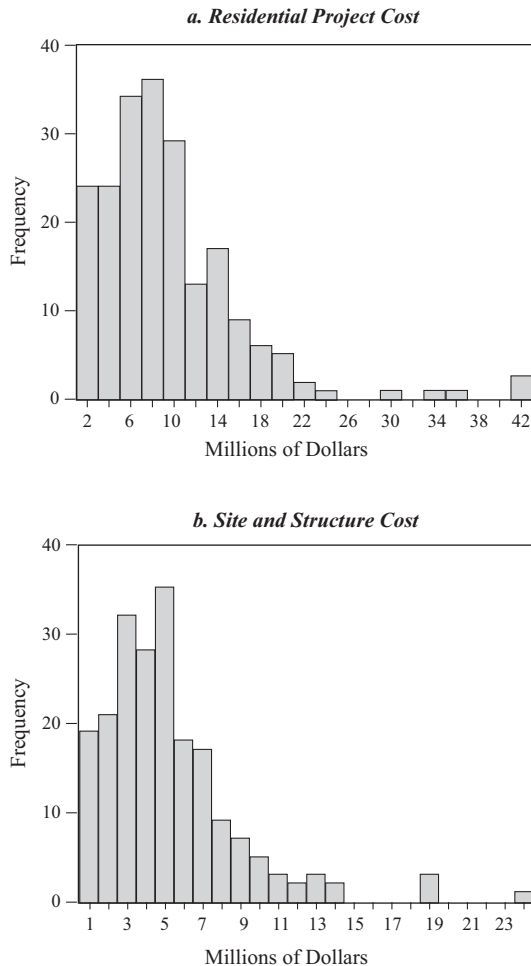 a. Residential Project Cost
40
30
20
10
0
Frequency
2 6 10 14 18 22 26 30 34 38 42
Millions of Dollars
b. Site and Structure Cost
40
30
20
10
0
Frequency
1 3 5 7 9 11 13 15 17 19 21 23
Millions of Dollars